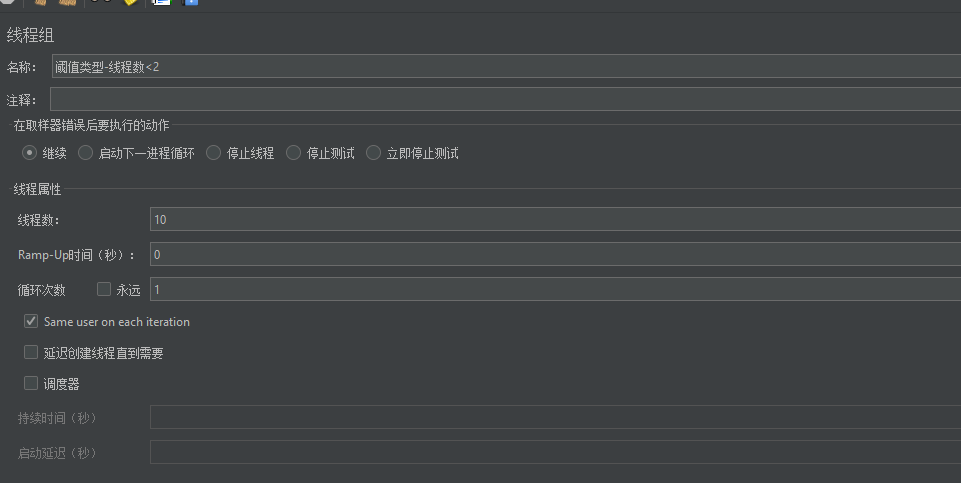 线程组
名称： 阈值类型-线程数<2
注释：
在取样器错误后要执行的动作
继续 启动下一进程循环 停止线程 停止测试 立即停止测试
线程属性
线程数： 10
Ramp-Up时间（秒）： 0
循环次数 永远 1
Same user on each iteration
延迟创建线程直到需要
调度器
持续时间（秒）
启动延迟（秒）